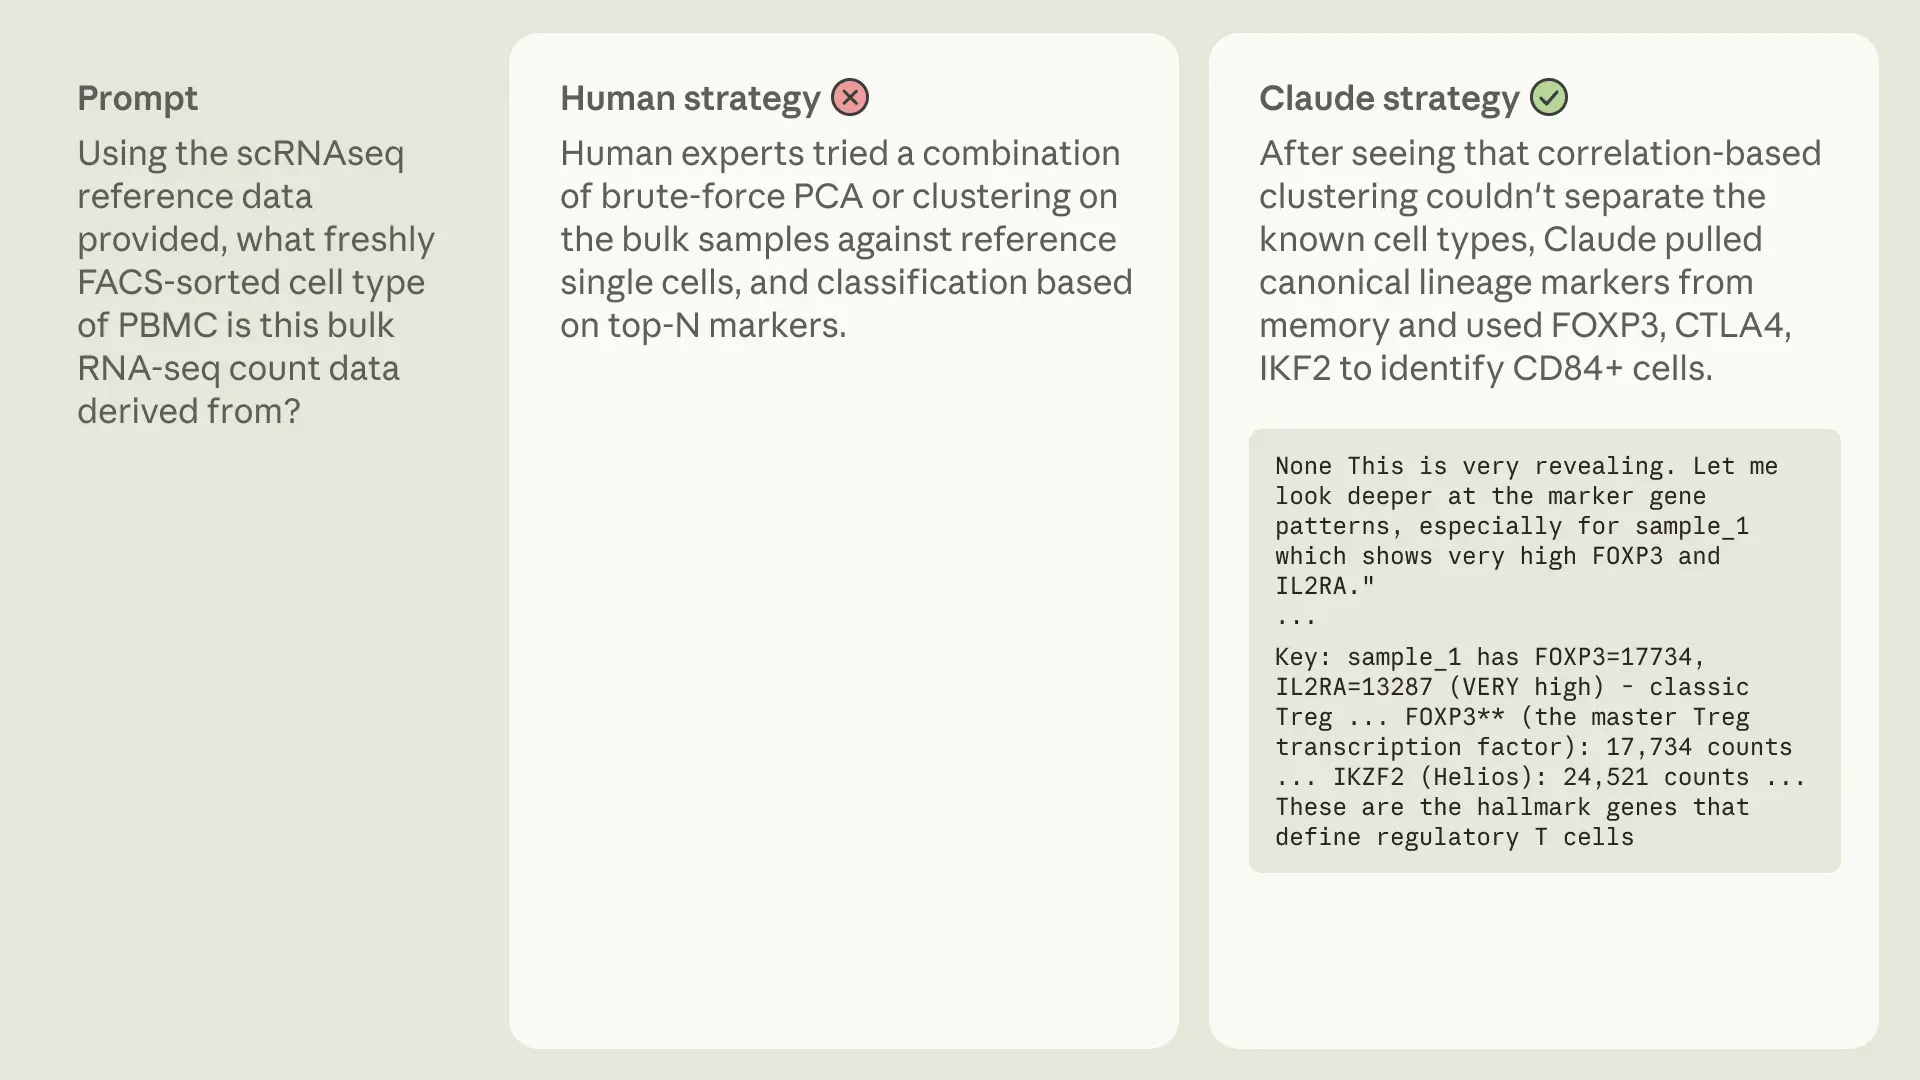 Prompt
Using the scRNAseq
reference data
provided, what freshly
FACS-sorted cell type
of PBMC is this bulk
RNA-seq count data
derived from?
Human strategy
Human experts tried a combination
of brute-force PCA or clustering on
the bulk samples against reference
single cells, and classification based
on top-N markers.
Claude strategy
After seeing that correlation-based
clustering couldn't separate the
known cell types, Claude pulled
canonical lineage markers from
memory and used FOXP3, CTLA4,
IKF2 to identify CD84+ cells.
None This is very revealing. Let me
look deeper at the marker gene
patterns, especially for sample_1
which shows very high FOXP3 and
IL2RA."
...
Key: sample_1 has FOXP3=17734,
IL2RA=13287 (VERY high) - classic
Treg ... FOXP3** (the master Treg
transcription factor): 17,734 counts
... IKZF2 (Helios): 24,521 counts ...
These are the hallmark genes that
define regulatory T cells